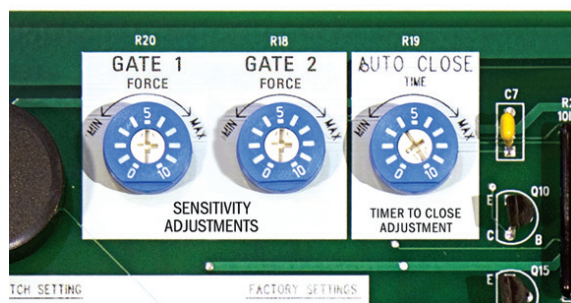 R20 R18 R19
GATE 1 GATE 2 AUTO CLOSE
FORCE FORCE TIME
5 5 5
MIN MAX MIN MAX MIN MAX
0 10 0 10 0 10
SENSITIVITY
ADJUSTMENTS
TIMER TO CLOSE
ADJUSTMENT
C7
E Q10
C B
Q15
E
TCH SETTING FACTORY SETTINGS